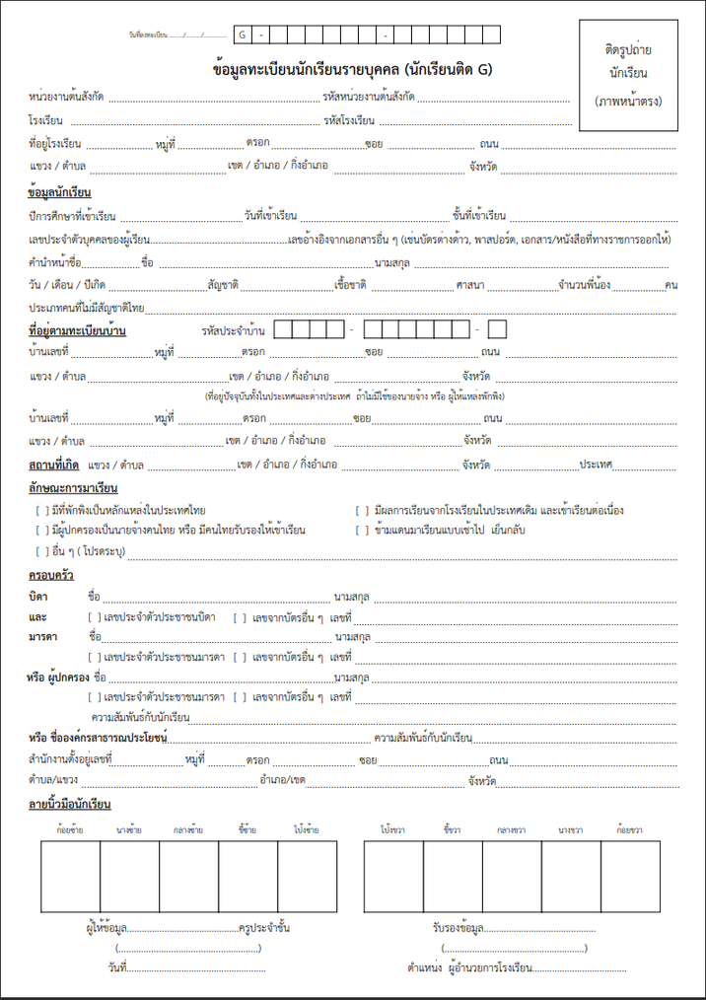 วันที่ลงทะเบียน ....../......../............ G - -
ติดรูปถ่าย
นักเรียน
(ภาพหน้าตรง)
ข้อมูลทะเบียนนักเรียนรายบุคคล (นักเรียนติด G)
หน่วยงานต้นสังกัด รหัสหน่วยงานต้นสังกัด
โรงเรียน รหัสโรงเรียน
ที่อยู่โรงเรียน หมู่ที่ ตรอก ซอย ถนน
แขวง / ตำบล เขต / อำเภอ / กิ่งอำเภอ จังหวัด
ข้อมูลนักเรียน
ปีการศึกษาที่เข้าเรียน วันที่เข้าเรียน ชั้นที่เข้าเรียน
เลขประจำตัวบุคคลของผู้เรียน เลขอ้างอิงจากเอกสารอื่น ๆ (เช่นบัตรต่างด้าว, พาสปอร์ต, เอกสาร/หนังสือที่ทางราชการออกให้)
คำนำหน้าชื่อ ชื่อ นามสกุล
วัน / เดือน / ปีเกิด สัญชาติ เชื้อชาติ ศาสนา จำนวนพี่น้อง คน
ประเภทคนที่ไม่มีสัญชาติไทย
ที่อยู่ตามทะเบียนบ้าน รหัสประจำบ้าน - -
บ้านเลขที่ หมู่ที่ ตรอก ซอย ถนน
แขวง / ตำบล เขต / อำเภอ / กิ่งอำเภอ จังหวัด
(ที่อยู่ปัจจุบันทั้งในประเทศและต่างประเทศ ถ้าไม่มีใช้ของนายจ้าง หรือ ผู้ให้แหล่งพักพิง)
บ้านเลขที่ หมู่ที่ ตรอก ซอย ถนน
แขวง / ตำบล เขต / อำเภอ / กิ่งอำเภอ จังหวัด
สถานที่เกิด แขวง / ตำบล เขต / อำเภอ / กิ่งอำเภอ จังหวัด ประเทศ
ลักษณะการมาเรียน
[ ] มีที่พักพิงเป็นหลักแหล่งในประเทศไทย [ ] มีผลการเรียนจากโรงเรียนในประเทศเดิม และเข้าเรียนต่อเนื่อง
[ ] มีผู้ปกครองเป็นนายจ้างคนไทย หรือ มีคนไทยรับรองให้เข้าเรียน [ ] ข้ามแดนมาเรียนแบบเช้าไป เย็นกลับ
[ ] อื่น ๆ ( โปรดระบุ)
ครอบครัว
บิดา ชื่อ นามสกุล
และ [ ] เลขประจำตัวประชาชนบิดา [ ] เลขจากบัตรอื่น ๆ เลขที่
มารดา ชื่อ นามสกุล
[ ] เลขประจำตัวประชาชนมารดา [ ] เลขจากบัตรอื่น ๆ เลขที่
หรือ ผู้ปกครอง ชื่อ นามสกุล
[ ] เลขประจำตัวประชาชนมารดา [ ] เลขจากบัตรอื่น ๆ เลขที่
ความสัมพันธ์กับนักเรียน
หรือ ชื่อองค์กรสาธารณประโยชน์ ความสัมพันธ์กับนักเรียน
สำนักงานตั้งอยู่เลขที่ หมู่ที่ ตรอก ซอย ถนน
ตำบล/แขวง อำเภอ/เขต จังหวัด
ลายนิ้วมือนักเรียน
ก้อยซ้าย นางซ้าย กลางซ้าย ชี้ซ้าย โป้งซ้าย โป้งขวา ชี้ขวา กลางขวา นางขวา ก้อยขวา
ผู้ให้ข้อมูล..........................................ครูประจำชั้น รับรองข้อมูล..........................................
(....................................................) (....................................................)
วันที่.................................................... ตำแหน่ง ผู้อำนวยการโรงเรียน...................................